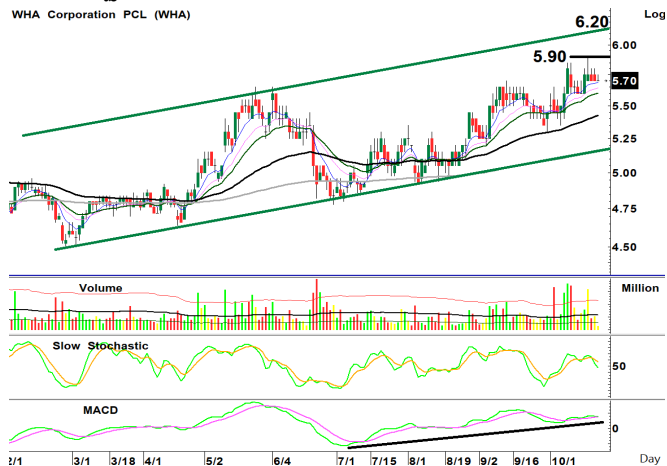 WHA Corporation PCL (WHA)
Log
6.20
6.00
5.90
5.70
5.50
5.25
5.00
4.75
4.50
Volume
Million
Slow Stochastic
50
MACD
0
2/1 3/1 3/18 4/1 5/2 6/4 7/1 7/15 8/1 8/19 9/2 9/16 10/1 Day